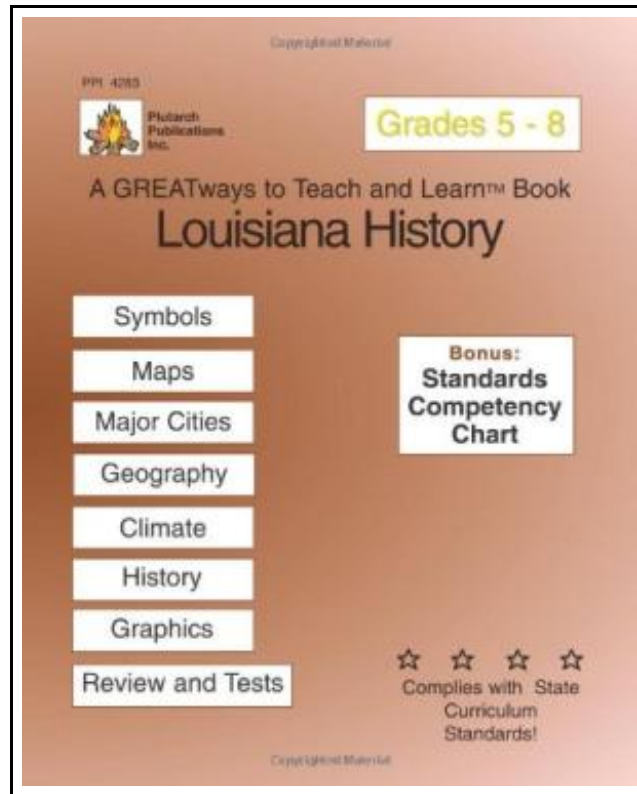 Copyrighted Material
PPI 4283
Plutarch
Publications
Inc.
Grades 5 - 8
A GREATways to Teach and Learn™ Book
Louisiana History
Symbols
Maps
Major Cities
Geography
Climate
History
Graphics
Review and Tests
Bonus:
Standards
Competency
Chart
Complies with State
Curriculum
Standards!
Copyrighted Material